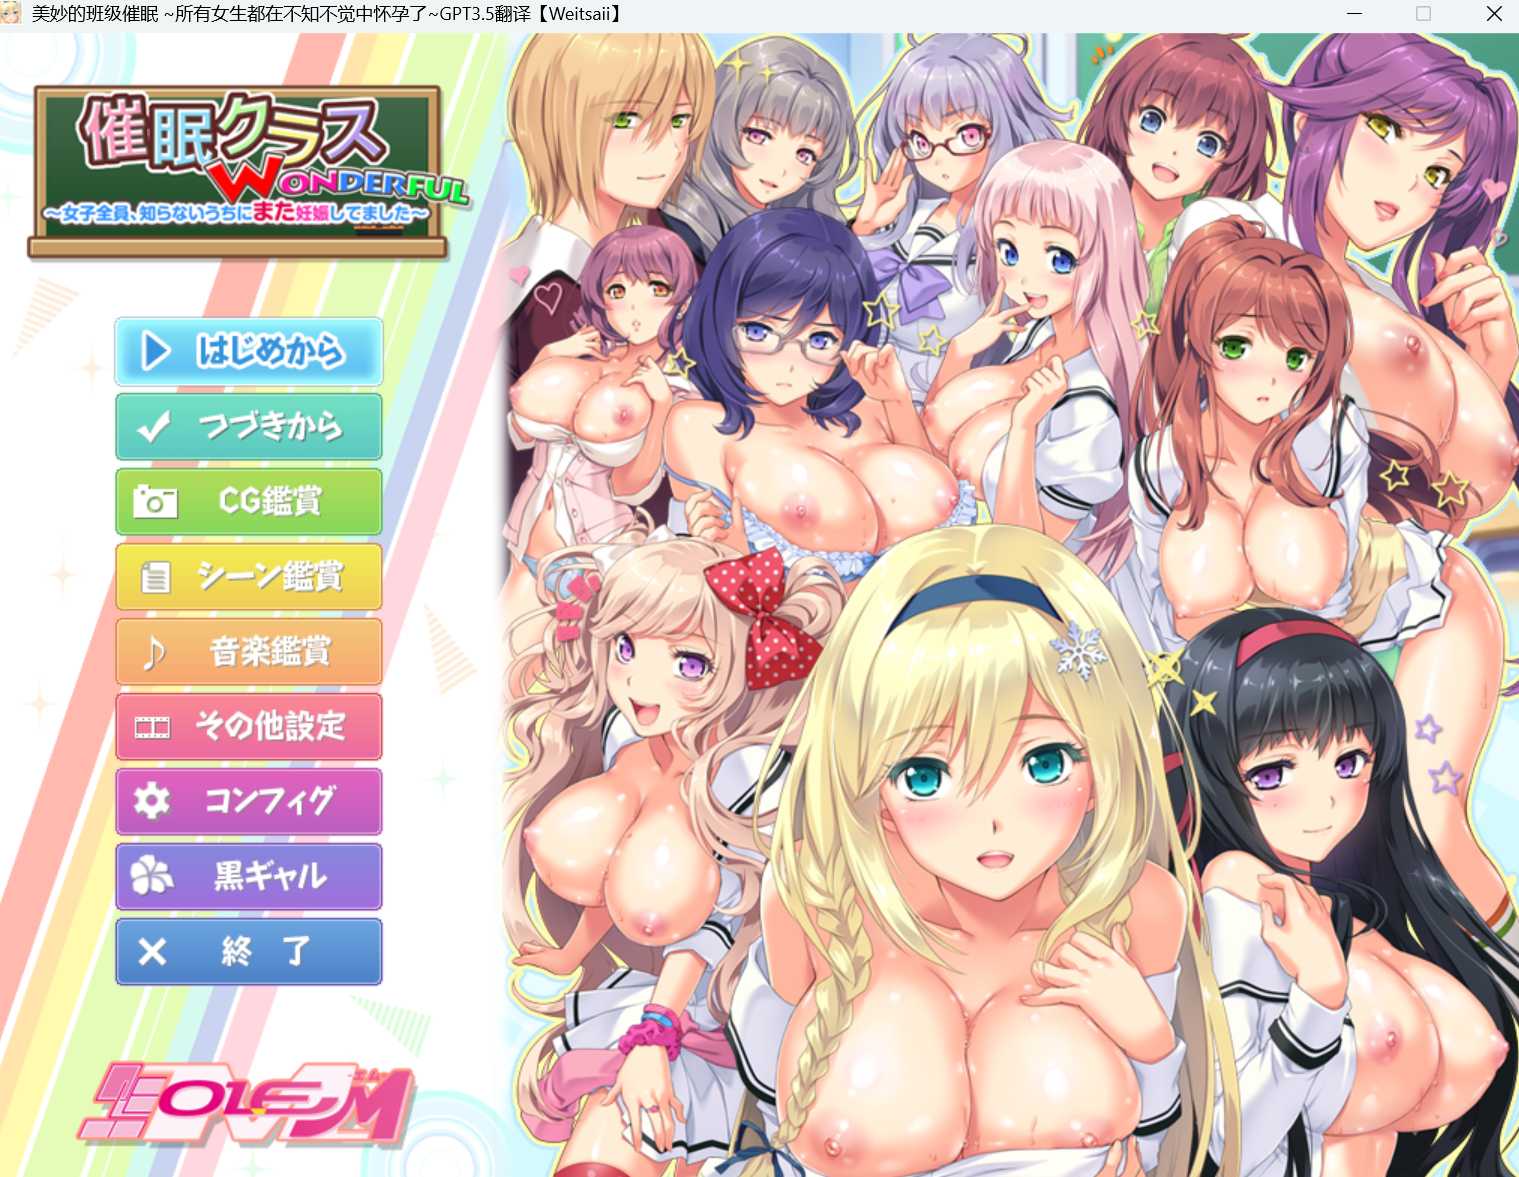 美妙的班级催眠 ~所有女生都在不知不觉中怀孕了~GPT3.5翻译【Weitsaii】
催眠クラス
WONDERFUL
～女子全員、知らないうちにまた妊娠してました～
はじめから
つづきから
CG鑑賞
シーン鑑賞
音楽鑑賞
その他設定
コンフィグ
黒ギャル
終了